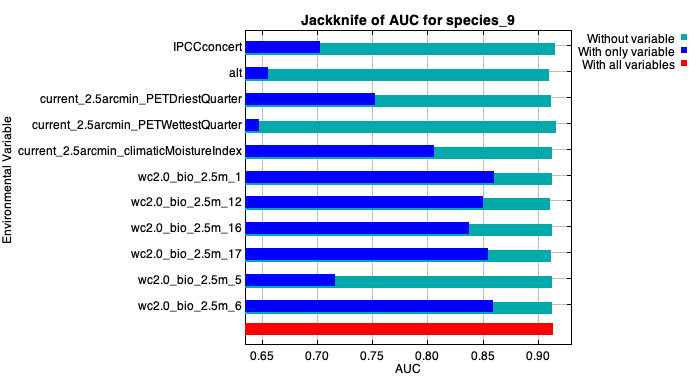 Jackknife of AUC for species_9
Without variable
With only variable
With all variables
Environmental Variable
IPCCconcert
alt
current_2.5arcmin_PETDriestQuarter
current_2.5arcmin_PETWettestQuarter
current_2.5arcmin_climaticMoistureIndex
wc2.0_bio_2.5m_1
wc2.0_bio_2.5m_12
wc2.0_bio_2.5m_16
wc2.0_bio_2.5m_17
wc2.0_bio_2.5m_5
wc2.0_bio_2.5m_6
0.65 0.70 0.75 0.80 0.85 0.90
AUC